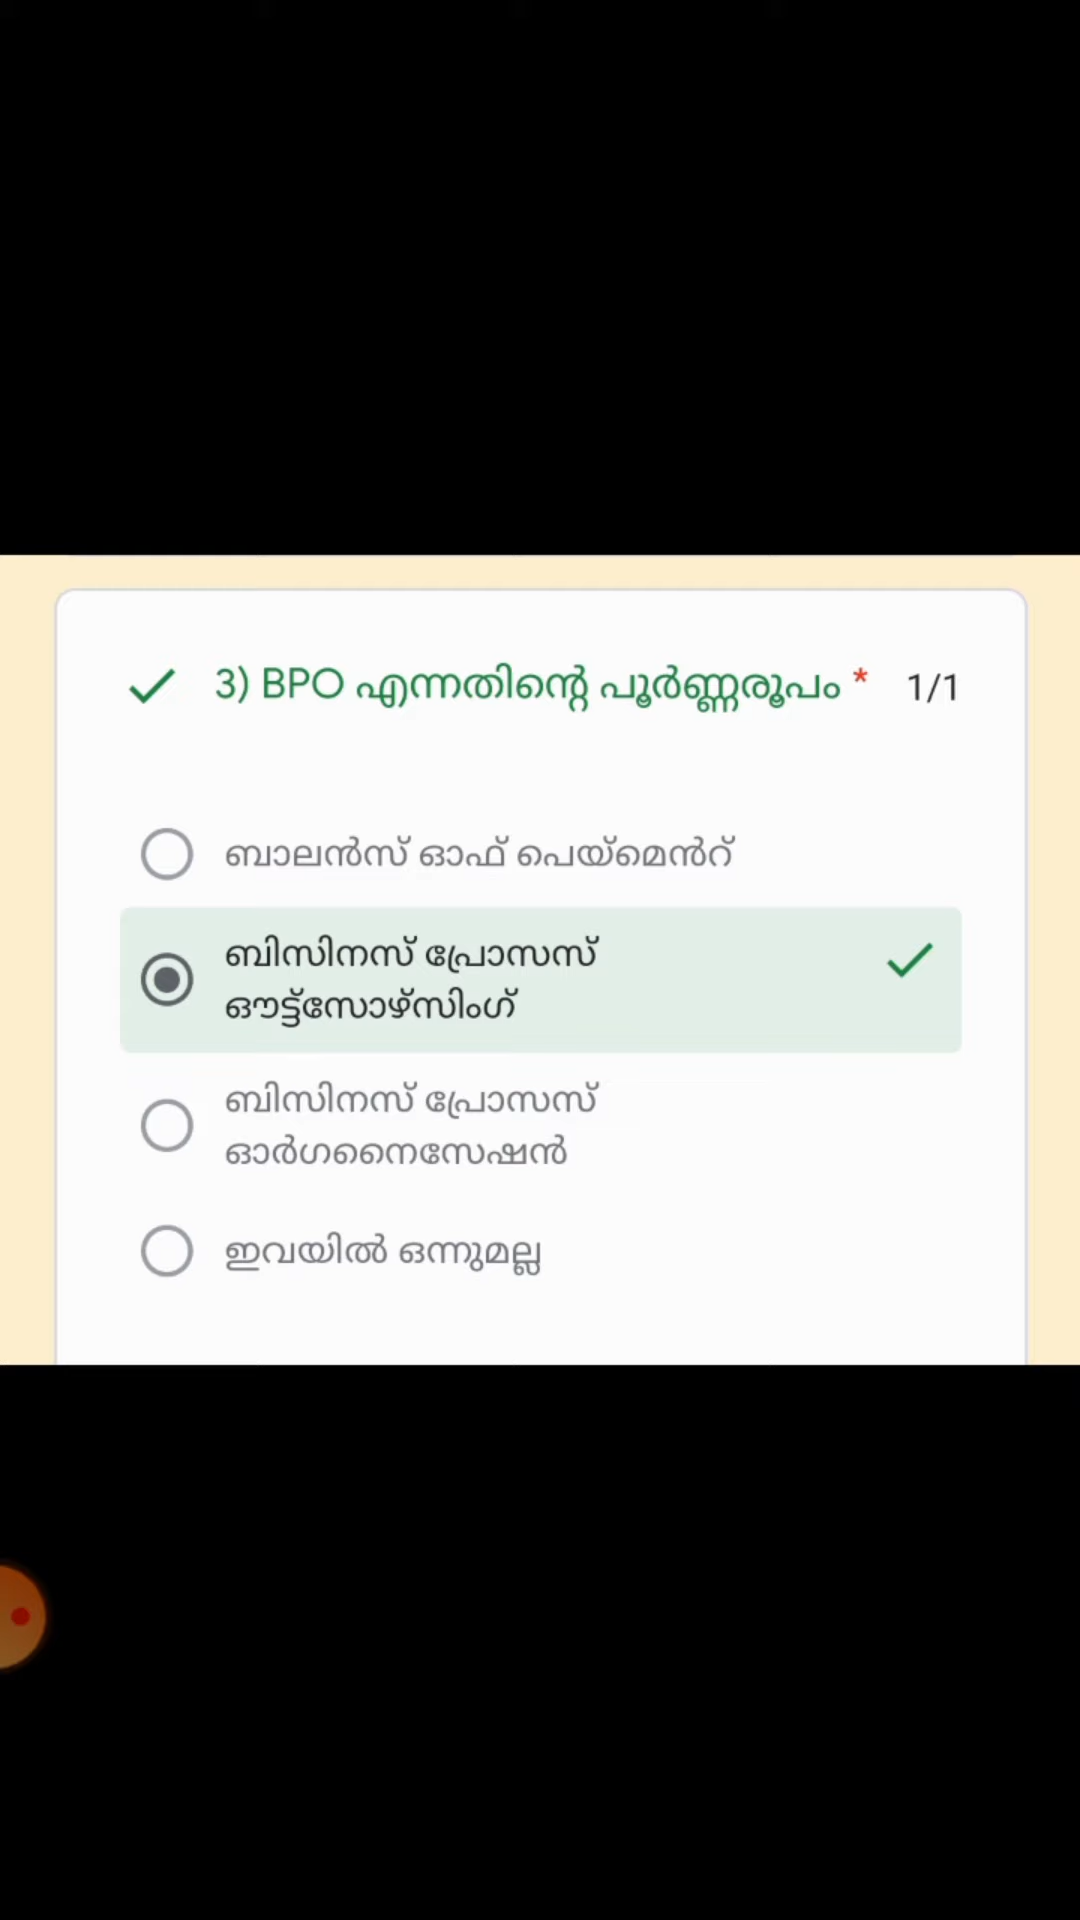 3) BPO എന്നതിന്റെ പൂർണ്ണരൂപം * 1/1
ബാലൻസ് ഓഫ് പെയ്മെൻറ്
ബിസിനസ് പ്രോസസ്
ഔട്ട്സോഴ്സിംഗ്
ബിസിനസ് പ്രോസസ്
ഓർഗനൈസേഷൻ
ഇവയിൽ ഒന്നുമല്ല